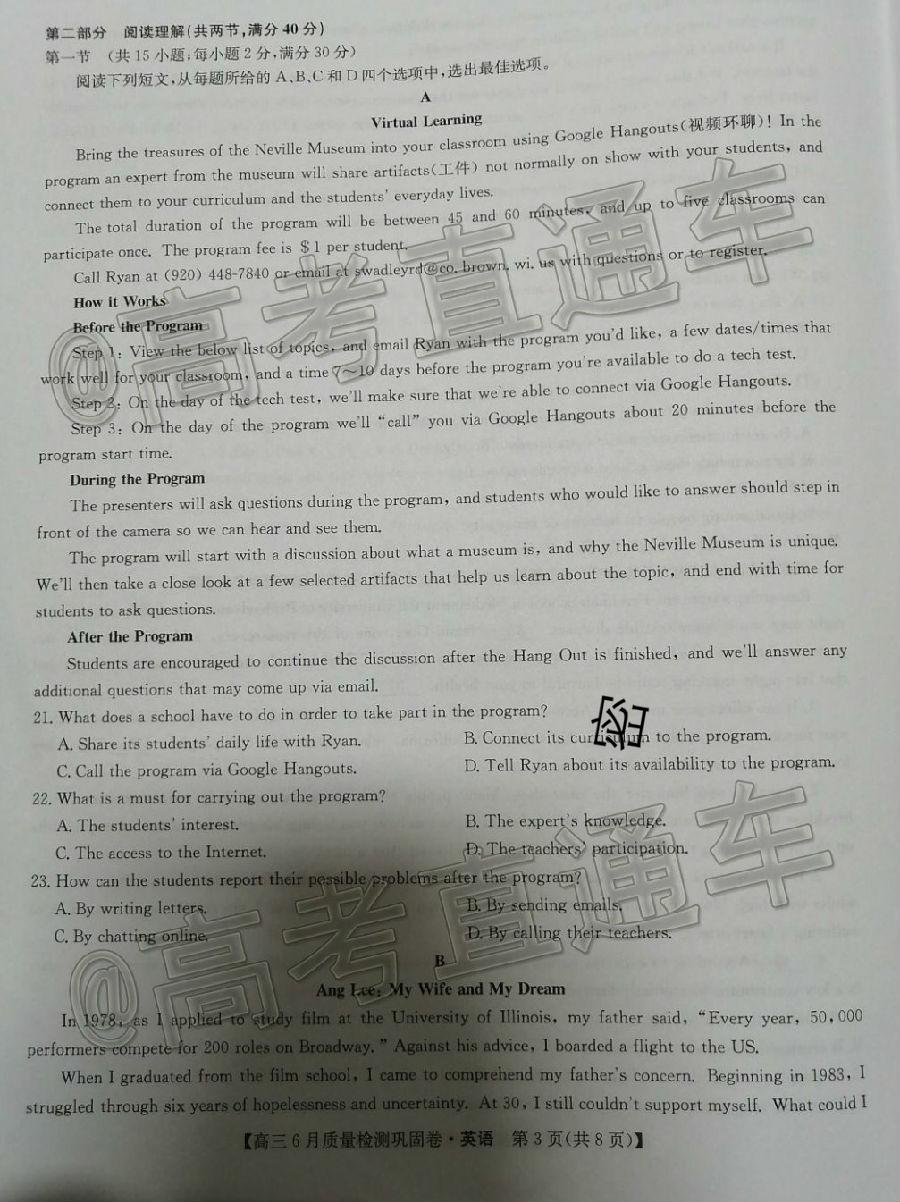 第二部分 阅读理解(共两节,满分40分)
第一节 (共15小题;每小题2分,满分30分)
阅读下列短文,从每题所给的A、B、C和D四个选项中,选出最佳选项。
A
Virtual Learning
Bring the treasures of the Neville Museum into your classroom using Google Hangouts(视频环聊)! In the
program an expert from the museum will share artifacts(工件) not normally on show with your students, and
connect them to your curriculum and the students' everyday lives.
The total duration of the program will be between 45 and 60 minutes, and up to five classrooms can
participate once. The program fee is $1 per student.
Call Ryan at (920) 448-7840 or email at swadleyrd@co. brown. wi. us with questions or to register.
How it Works
Before the Program
Step 1: View the below list of topics, and email Ryan with the program you'd like, a few dates/times that
work well for your classroom, and a time 7~10 days before the program you're available to do a tech test.
Step 2: On the day of the tech test, we'll make sure that we're able to connect via Google Hangouts.
Step 3: On the day of the program we'll "call" you via Google Hangouts about 20 minutes before the
program start time.
During the Program
The presenters will ask questions during the program, and students who would like to answer should step in
front of the camera so we can hear and see them.
The program will start with a discussion about what a museum is, and why the Neville Museum is unique.
We'll then take a close look at a few selected artifacts that help us learn about the topic, and end with time for
students to ask questions.
After the Program
Students are encouraged to continue the discussion after the Hang Out is finished, and we'll answer any
additional questions that may come up via email.
21. What does a school have to do in order to take part in the program?
A. Share its students' daily life with Ryan.
B. Connect its curriculum to the program.
C. Call the program via Google Hangouts.
D. Tell Ryan about its availability to the program.
22. What is a must for carrying out the program?
A. The students' interest.
B. The expert's knowledge.
C. The access to the Internet.
D. The teachers' participation.
23. How can the students report their possible problems after the program?
A. By writing letters.
B. By sending emails.
C. By chatting online.
D. By calling their teachers.
B
Ang Lee: My Wife and My Dream
In 1978, as I applied to study film at the University of Illinois, my father said, "Every year, 50,000
performers compete for 200 roles on Broadway." Against his advice, I boarded a flight to the US.
When I graduated from the film school, I came to comprehend my father's concern. Beginning in 1983, I
struggled through six years of hopelessness and uncertainty. At 30, I still couldn't support myself. What could I
【高三6月质量检测巩固卷·英语 第3页(共8页)】
@高考直通车
@高考直通车